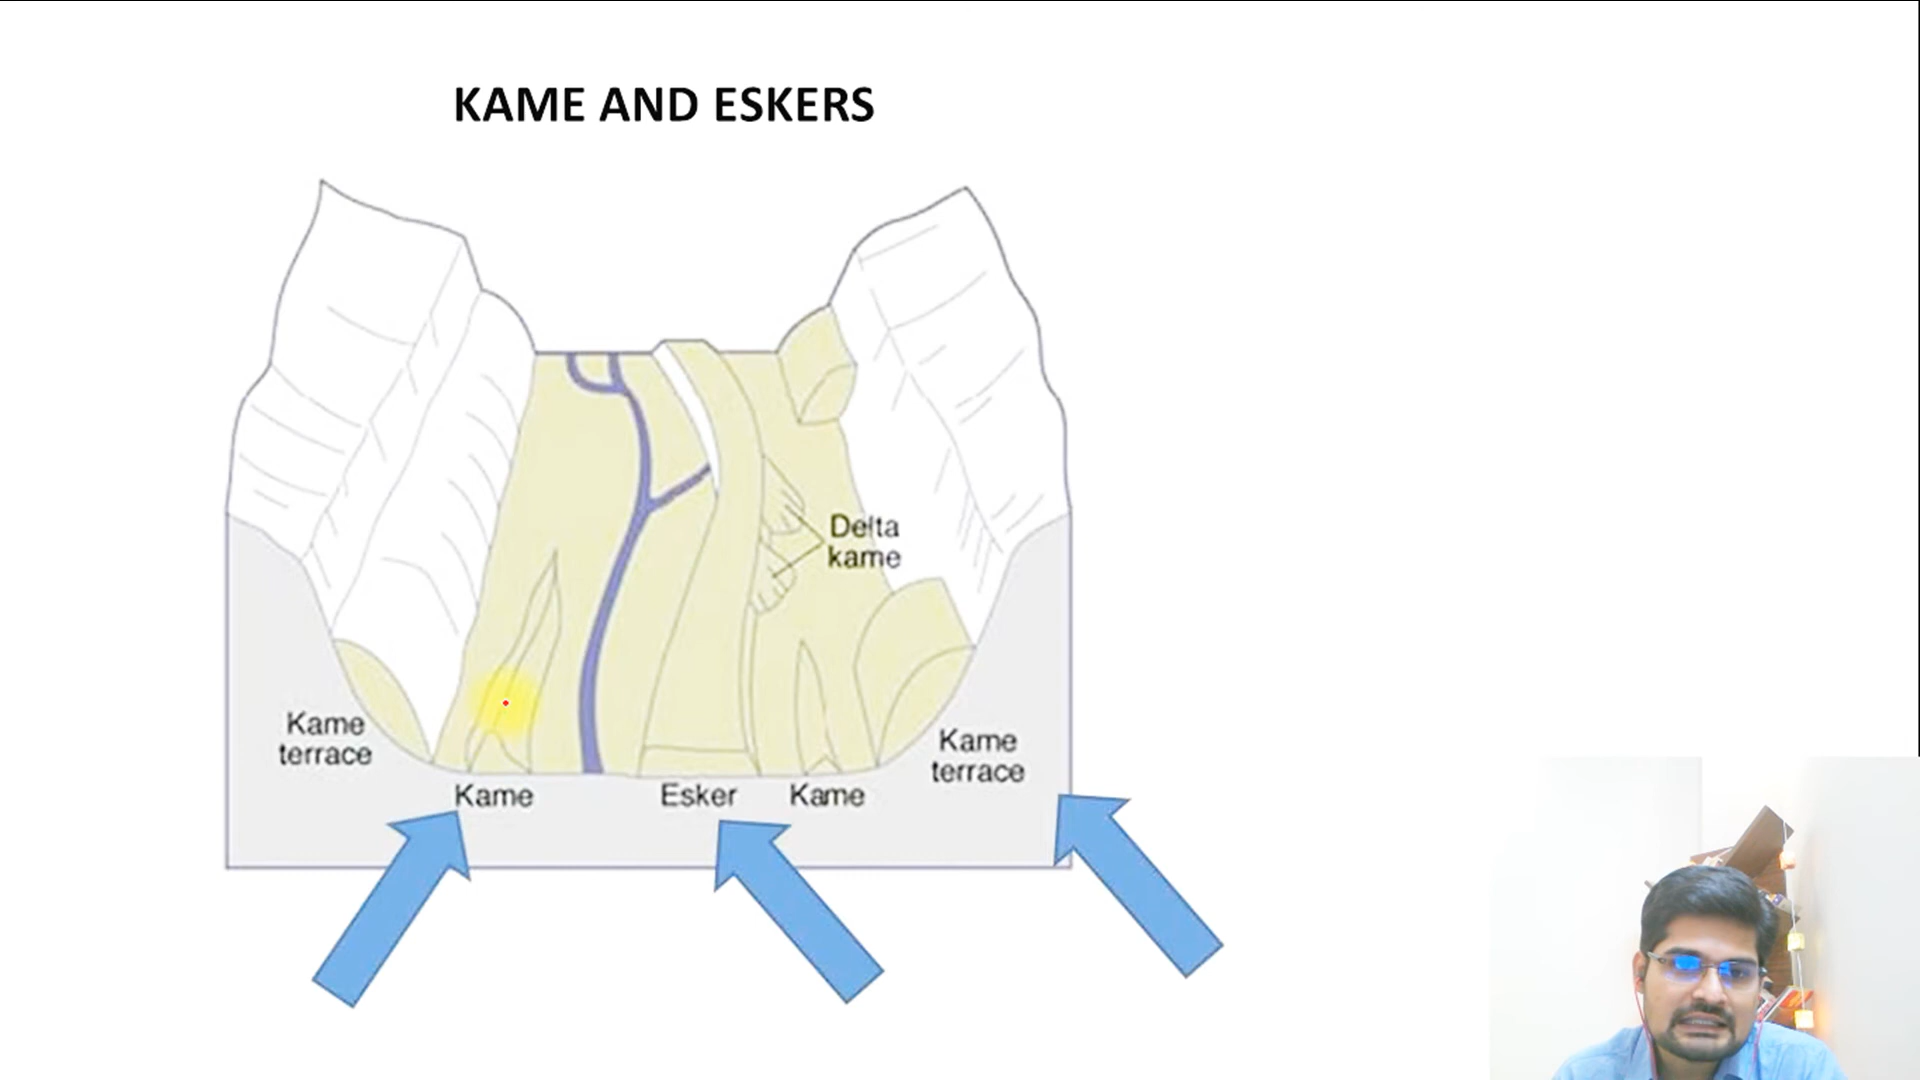 KAME AND ESKERS
Delta
kame
Kame
terrace
Kame
terrace
Kame
Esker
Kame